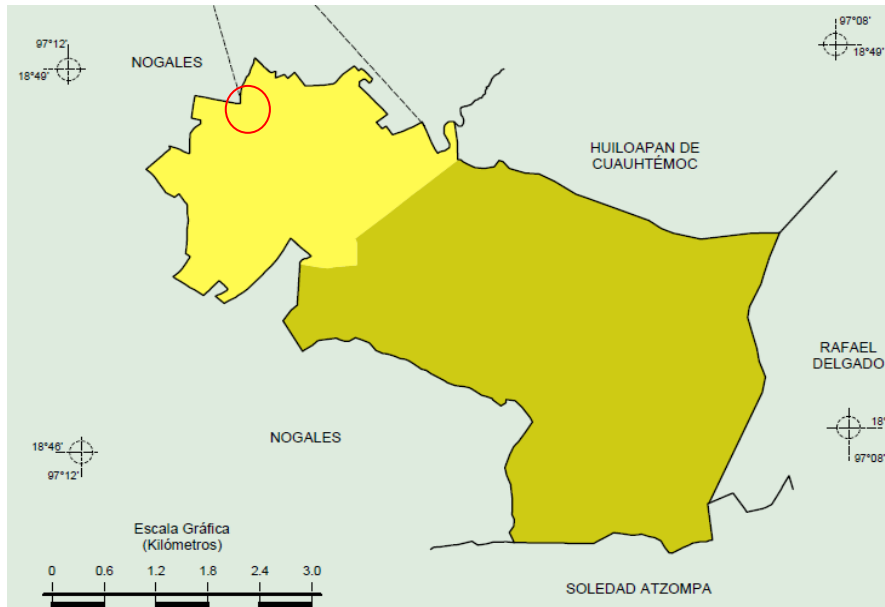 97°12'
18°49'
NOGALES
97°08'
18°49'
HUILOAPAN DE
CUAUHTÉMOC
RAFAEL
DELGADO
18°
97°08'
18°46'
97°12'
NOGALES
Escala Gráfica
(Kilómetros)
0 0.6 1.2 1.8 2.4 3.0
SOLEDAD ATZOMPA